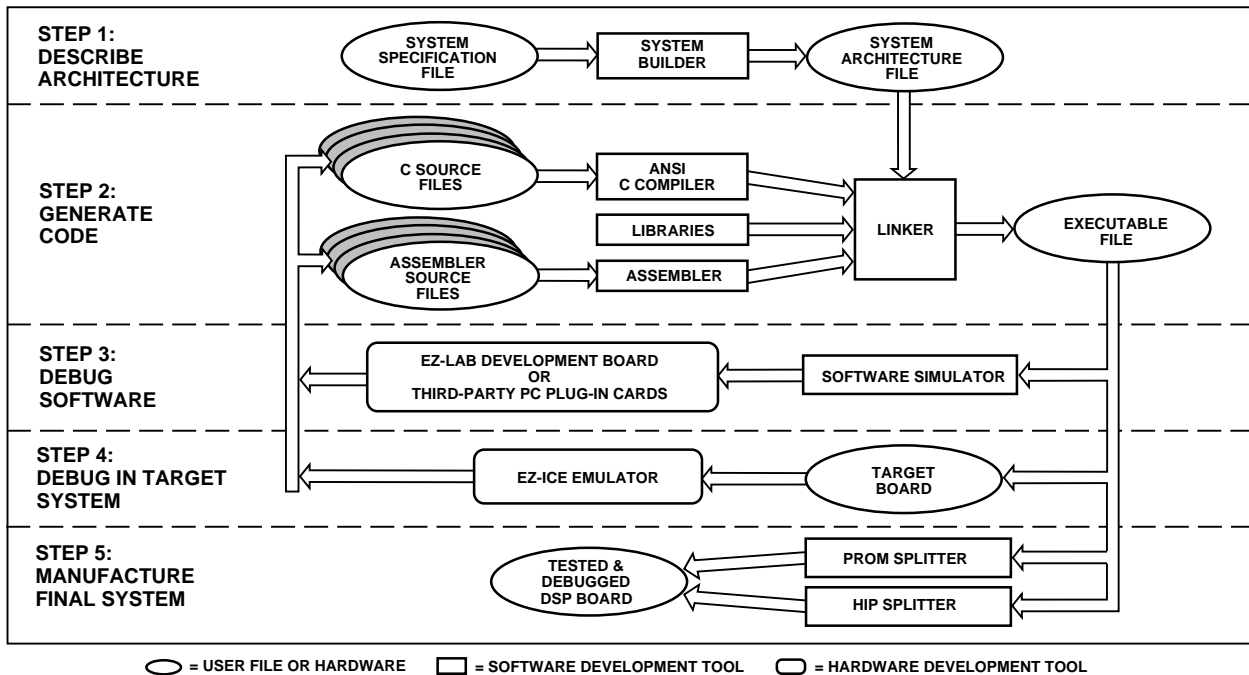 STEP 1:
DESCRIBE
ARCHITECTURE
SYSTEM
SPECIFICATION
FILE
SYSTEM
BUILDER
SYSTEM
ARCHITECTURE
FILE
STEP 2:
GENERATE
CODE
C SOURCE
FILES
ANSI
C COMPILER
LIBRARIES
ASSEMBLER
SOURCE
FILES
ASSEMBLER
LINKER
EXECUTABLE
FILE
STEP 3:
DEBUG
SOFTWARE
EZ-LAB DEVELOPMENT BOARD
OR
THIRD-PARTY PC PLUG-IN CARDS
SOFTWARE SIMULATOR
STEP 4:
DEBUG IN TARGET
SYSTEM
EZ-ICE EMULATOR
TARGET
BOARD
STEP 5:
MANUFACTURE
FINAL SYSTEM
TESTED &
DEBUGGED
DSP BOARD
PROM SPLITTER
HIP SPLITTER
= USER FILE OR HARDWARE
= SOFTWARE DEVELOPMENT TOOL
= HARDWARE DEVELOPMENT TOOL